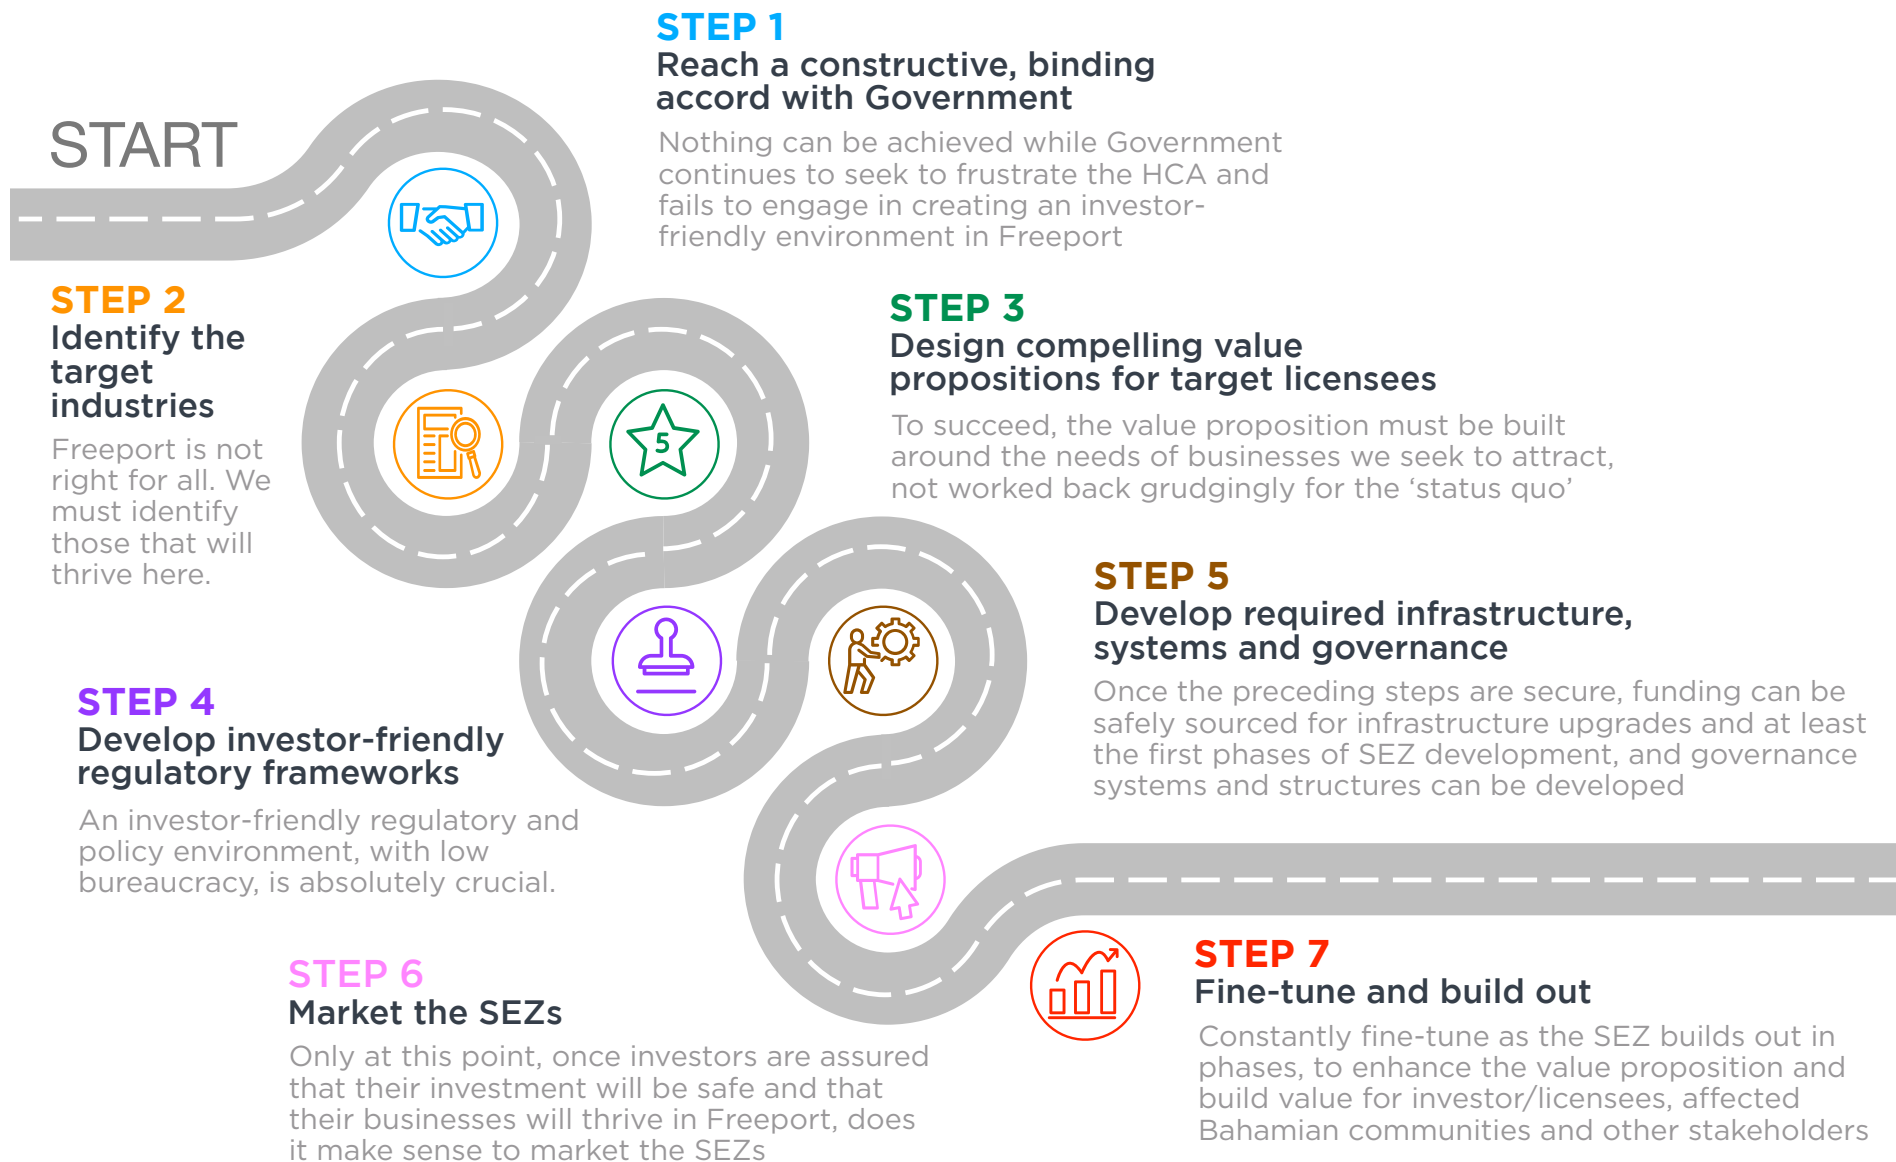 START
STEP 1
Reach a constructive, binding
accord with Government
Nothing can be achieved while Government
continues to seek to frustrate the HCA and
fails to engage in creating an investor-
friendly environment in Freeport
STEP 2
Identify the
target
industries
Freeport is not
right for all. We
must identify
those that will
thrive here.
STEP 3
Design compelling value
propositions for target licensees
To succeed, the value proposition must be built
around the needs of businesses we seek to attract,
not worked back grudgingly for the ‘status quo’
5
STEP 4
Develop investor-friendly
regulatory frameworks
An investor-friendly regulatory and
policy environment, with low
bureaucracy, is absolutely crucial.
STEP 5
Develop required infrastructure,
systems and governance
Once the preceding steps are secure, funding can be
safely sourced for infrastructure upgrades and at least
the first phases of SEZ development, and governance
systems and structures can be developed
STEP 6
Market the SEZs
Only at this point, once investors are assured
that their investment will be safe and that
their businesses will thrive in Freeport, does
it make sense to market the SEZs
STEP 7
Fine-tune and build out
Constantly fine-tune as the SEZ builds out in
phases, to enhance the value proposition and
build value for investor/licensees, affected
Bahamian communities and other stakeholders